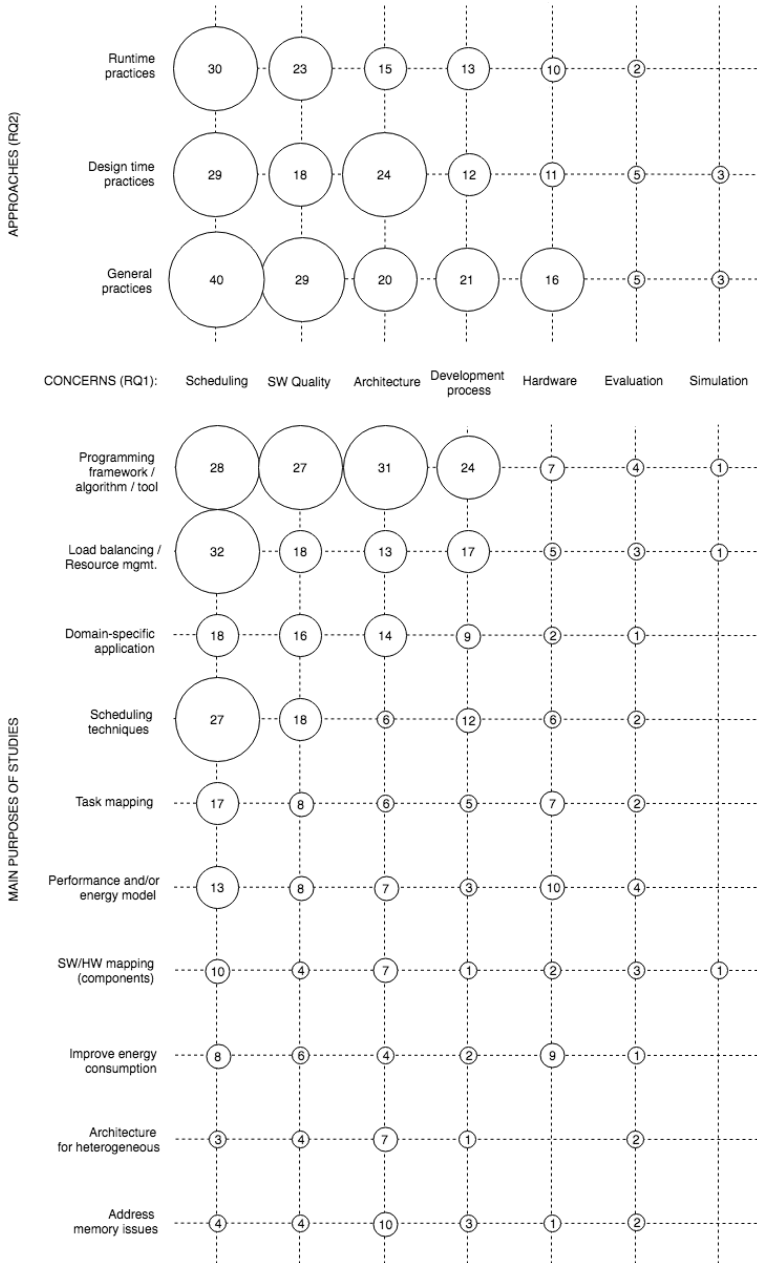 APPROACHES (RQ2)
Runtime
practices
30 23 15 13 10 2
Design time
practices
29 18 24 12 11 5 3
General
practices
40 29 20 21 16 5 3
CONCERNS (RQ1): Scheduling SW Quality Architecture Development
process Hardware Evaluation Simulation
MAIN PURPOSES OF STUDIES
Programming
framework /
algorithm / tool
28 27 31 24 7 4 1
Load balancing /
Resource mgmt.
32 18 13 17 5 3 1
Domain-specific
application
18 16 14 9 2 1
Scheduling
techniques
27 18 6 12 6 2
Task mapping
17 8 6 5 7 2
Performance and/or
energy model
13 8 7 3 10 4
SW/HW mapping
(components)
10 4 7 1 2 3 1
Improve energy
consumption
8 6 4 2 9 1
Architecture
for heterogeneous
3 4 7 1 2
Address
memory issues
4 4 10 3 1 2